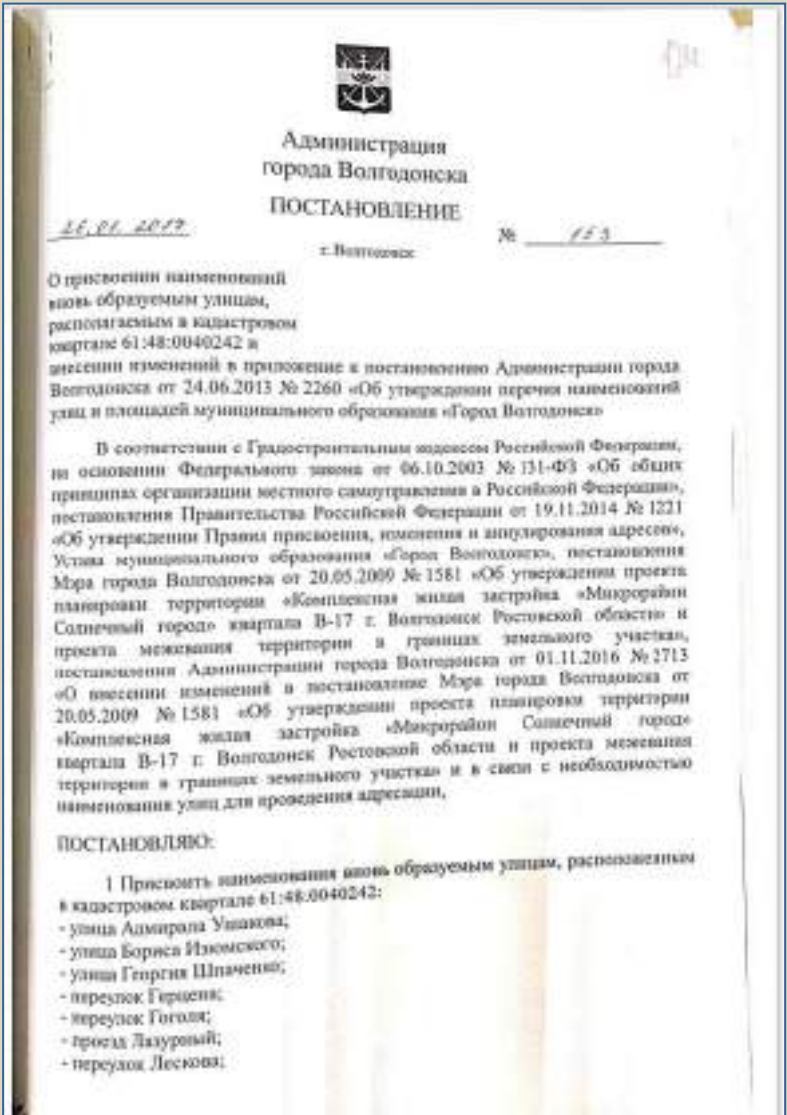 Администрация
города Волгодонска
ПОСТАНОВЛЕНИЕ
26.01.2017 № 153
г. Волгодонск
О присвоении наименований
вновь образуемым улицам,
располагаемым в кадастровом
квартале 61:48:0040242 и
внесении изменений в приложение к постановлению Администрации города
Волгодонска от 24.06.2013 № 2260 «Об утверждении перечня наименований
улиц и площадей муниципального образования «Город Волгодонск»
В соответствии с Градостроительным кодексом Российской Федерации,
на основании Федерального закона от 06.10.2003 № 131-ФЗ «Об общих
принципах организации местного самоуправления в Российской Федерации»,
постановления Правительства Российской Федерации от 19.11.2014 № 1221
«Об утверждении Правил присвоения, изменения и аннулирования адресов»,
Устава муниципального образования «Город Волгодонск», постановления
Мэра города Волгодонска от 20.05.2009 № 1581 «Об утверждении проекта
планировки территории «Комплексная жилая застройка «Микрорайон
Солнечный город» квартала В-17 г. Волгодонск Ростовской области» и
проекта межевания территории в границах земельного участка»,
постановления Администрации города Волгодонска от 01.11.2016 № 2713
«О внесении изменений в постановление Мэра города Волгодонска от
20.05.2009 № 1581 «Об утверждении проекта планировки территории
«Комплексная жилая застройка «Микрорайон Солнечный город»
квартала В-17 г. Волгодонск Ростовской области и проекта межевания
территории в границах земельного участка» и в связи с необходимостью
наименования улиц для проведения адресации,
ПОСТАНОВЛЯЮ:
1 Присвоить наименования вновь образуемым улицам, расположенным
в кадастровом квартале 61:48:0040242:
- улица Адмирала Ушакова;
- улица Бориса Изюмского;
- улица Георгия Шпаченко;
- переулок Герцена;
- переулок Гоголя;
- проезд Лазурный;
- переулок Лескова;